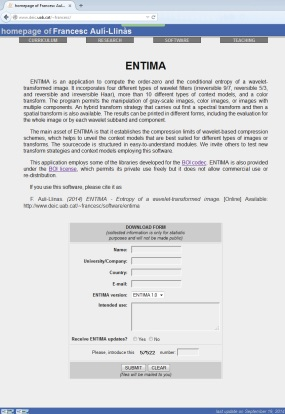 homepage of Francesc Aulí-Lli...
www.deic.uab.cat/~francesc/
homepage of Francesc Aulí-Llinàs
CURRICULUM RESEARCH SOFTWARE TEACHING
ENTIMA
ENTIMA is an application to compute the order-zero and the conditional entropy of a wavelet-
transformed image. It incorporates four different types of wavelet filters (irreversible 9/7, reversible 5/3,
and reversible and irreversible Haar), more than 10 different types of context models, and a color
transform. The program permits the manipulation of gray-scale images, color images, or images with
multiple components. An hybrid transform strategy that carries out first a spectral transform and then a
spatial transform is also available. The results can be printed in different forms, including the evaluation for
the whole image or by each wavelet subband and component.
The main asset of ENTIMA is that it establishes the compression limits of wavelet-based compression
schemes, which helps to unveil the context models that are best suited for different types of images or
transforms. The sourcecode is structured in easy-to-understand modules. We invites others to test new
transform strategies and context models employing this software.
This application employs some of the libraries developed for the BOI codec. ENTIMA is also provided
under the BOI license, which permits its private use freely but it does not allow commercial use or
re-distribution.
If you use this software, please cite it as:
F. Aulí-Llinàs. (2014) ENTIMA - Entropy of a wavelet-transformed image. [Online]. Available:
http://www.deic.uab.cat/~francesc/software/entima
DOWNLOAD FORM
(solicited information is only for statistic
purposes and will not be made public)
Name:
University/Company:
Country:
E-mail:
ENTIMA version: ENTIMA 1.0
Intended use:
Receive ENTIMA updates? Yes No
Please, introduce this 57522 number:
SUBMIT CLEAR
(files will be mailed to you)
last update on: September 10, 2014